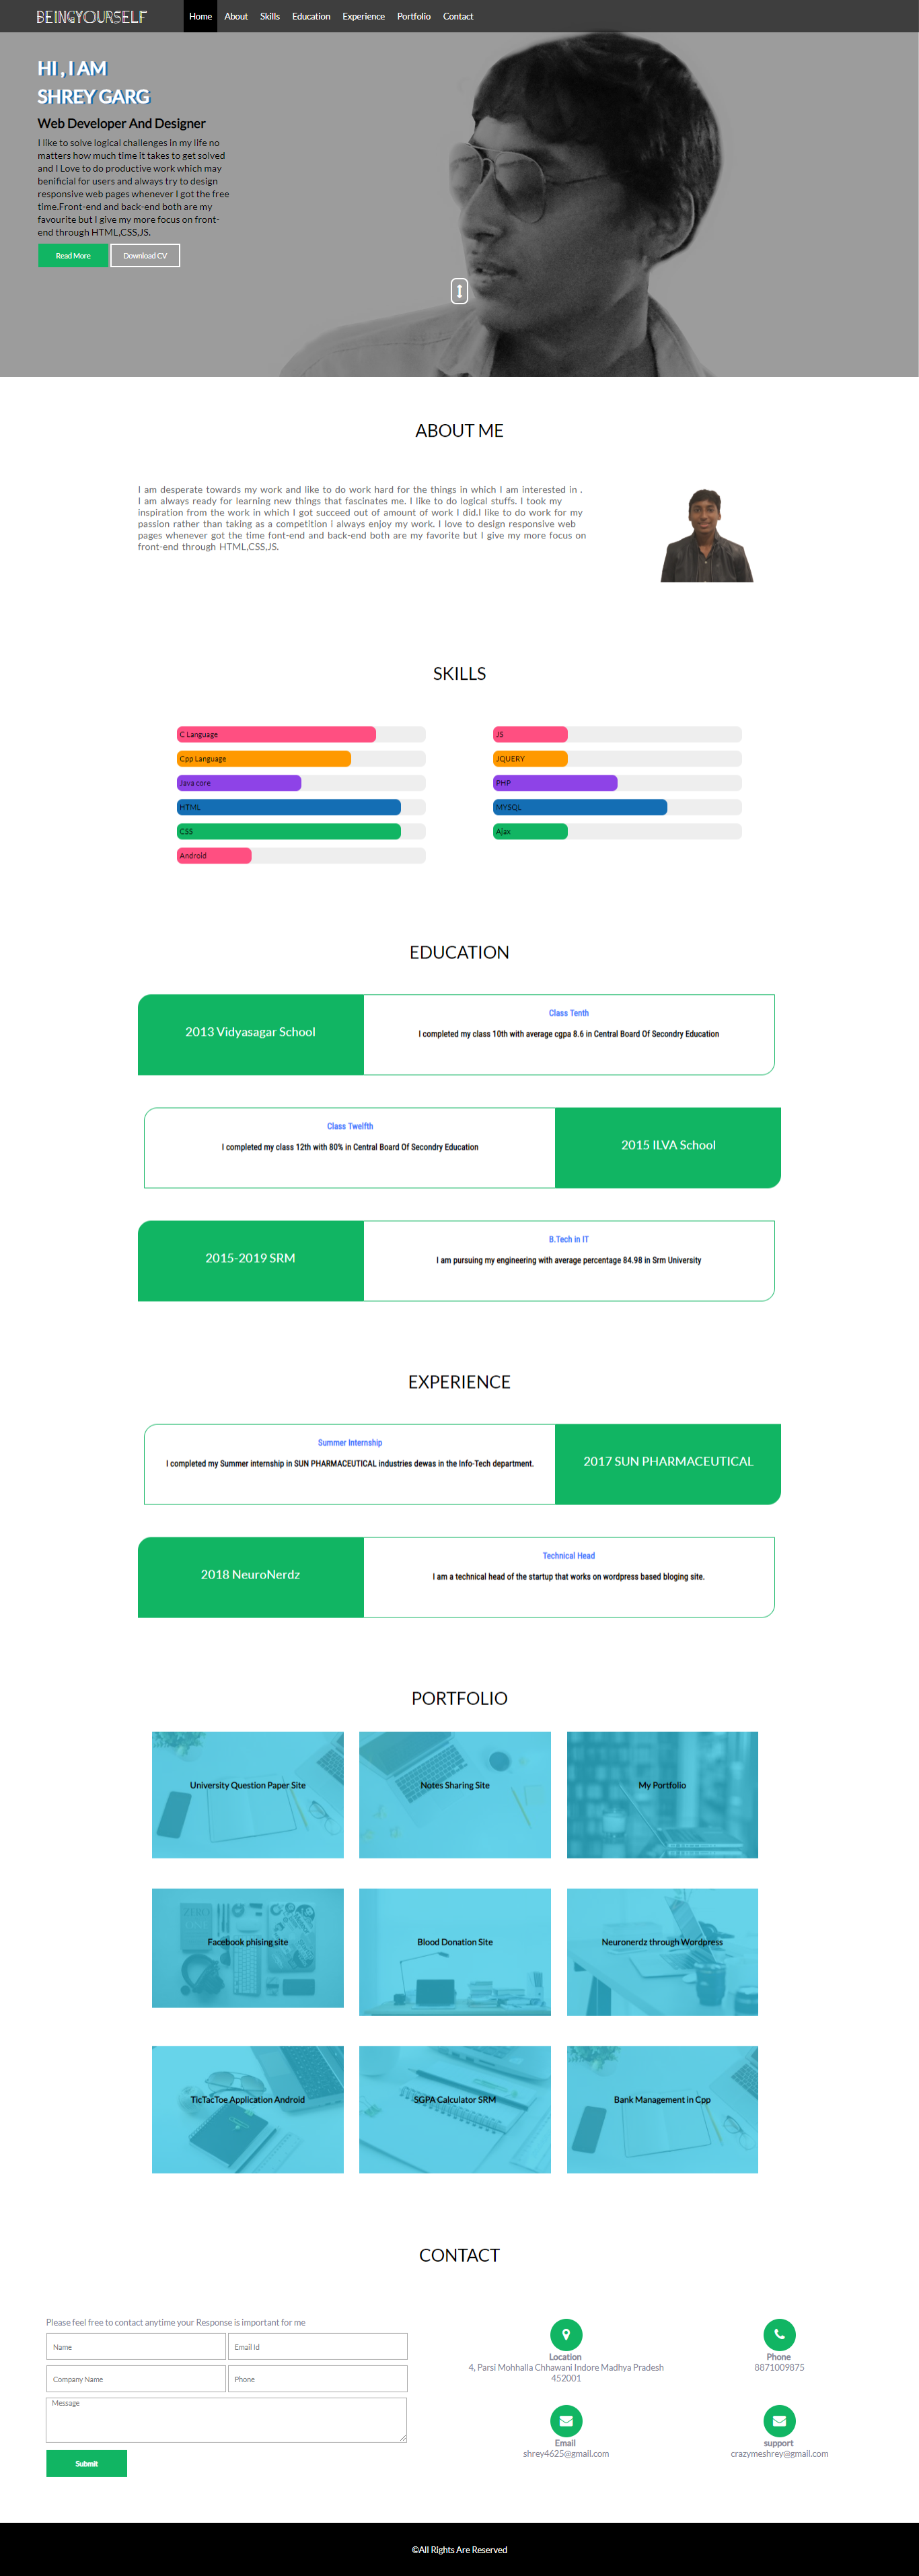 BEINGYOURSELF
Home About Skills Education Experience Portfolio Contact
HI , I AM
SHREY GARG
Web Developer And Designer
I like to solve logical challenges in my life no
matters how much time it takes to get solved
and I Love to do productive work which may
benificial for users and always try to design
responsive web pages whenever I got the free
time.Front-end and back-end both are my
favourite but I give my more focus on front-
end through HTML,CSS,JS.
Read More Download CV
ABOUT ME
I am desperate towards my work and like to do work hard for the things in which I am interested in .
I am always ready for learning new things that fascinates me. I like to do logical stuffs. I took my
inspiration from the work in which I got succeed out of amount of work I did.I like to do work for my
passion rather than taking as a competition i always enjoy my work. I love to design responsive web
pages whenever got the time font-end and back-end both are my favorite but I give my more focus on
front-end through HTML,CSS,JS.
SKILLS
C Language
Cpp Language
Java core
HTML
CSS
Android
JS
JQUERY
PHP
MYSQL
Ajax
EDUCATION
2013 Vidyasagar School
Class Tenth
I completed my class 10th with average cgpa 8.6 in Central Board Of Secondry Education
Class Twelfth
I completed my class 12th with 80% in Central Board Of Secondry Education
2015 ILVA School
2015-2019 SRM
B.Tech in IT
I am pursuing my engineering with average percentage 84.98 in Srm University
EXPERIENCE
Summer Internship
I completed my Summer internship in SUN PHARMACEUTICAL industries dewas in the Info-Tech department.
2017 SUN PHARMACEUTICAL
2018 NeuroNerdz
Technical Head
I am a technical head of the startup that works on wordpress based bloging site.
PORTFOLIO
University Question Paper Site
Notes Sharing Site
My Portfolio
Facebook phising site
Blood Donation Site
Neuronerdz through Wordpress
TicTacToe Application Android
SGPA Calculator SRM
Bank Management in Cpp
CONTACT
Please feel free to contact anytime your Response is important for me
Name Email Id
Company Name Phone
Message
Submit
Location
4, Parsi Mohhalla Chhawani Indore Madhya Pradesh
452001
Phone
8871009875
Email
shrey4625@gmail.com
support
crazymeshrey@gmail.com
©All Rights Are Reserved